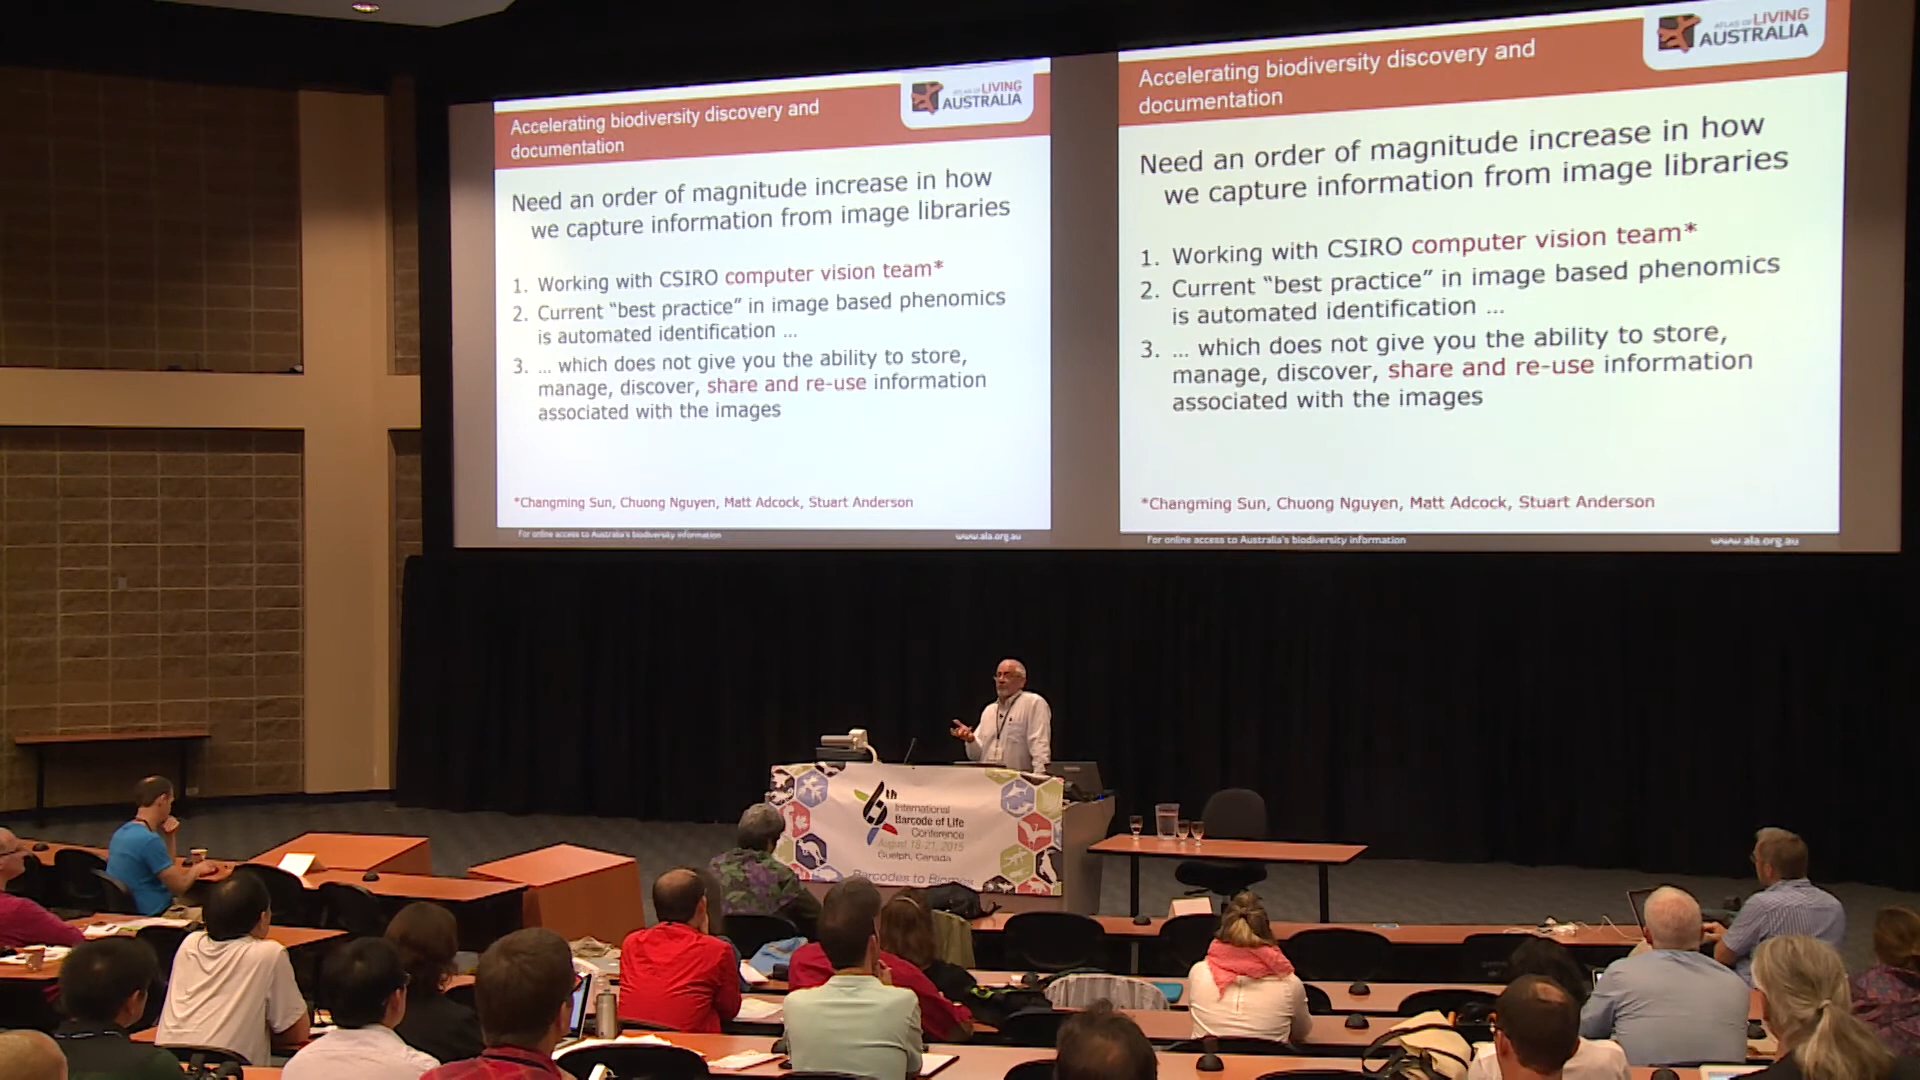 Accelerating biodiversity discovery and
documentation
ATLAS OF LIVING
AUSTRALIA
Need an order of magnitude increase in how
we capture information from image libraries
1. Working with CSIRO computer vision team*
2. Current “best practice” in image based phenomics
is automated identification ...
3. ... which does not give you the ability to store,
manage, discover, share and re-use information
associated with the images
*Changming Sun, Chuong Nguyen, Matt Adcock, Stuart Anderson
For online access to Australia's biodiversity information
www.ala.org.au
Accelerating biodiversity discovery and
documentation
ATLAS OF LIVING
AUSTRALIA
Need an order of magnitude increase in how
we capture information from image libraries
1. Working with CSIRO computer vision team*
2. Current “best practice” in image based phenomics
is automated identification ...
3. ... which does not give you the ability to store,
manage, discover, share and re-use information
associated with the images
*Changming Sun, Chuong Nguyen, Matt Adcock, Stuart Anderson
For online access to Australia's biodiversity information
www.ala.org.au
6th
International
Barcode of Life
Conference
August 18-21, 2015
Guelph, Canada
Barcodes to Biomes